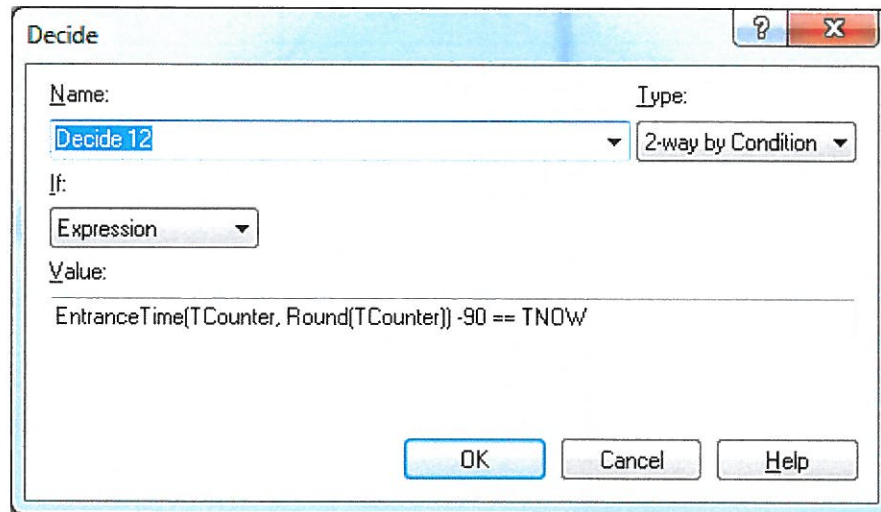 Decide
Name:
Type:
Decide 12
2-way by Condition
If:
Expression
Value:
EntranceTime(TCounter, Round(TCounter)) -90 == TNOW
OK
Cancel
Help